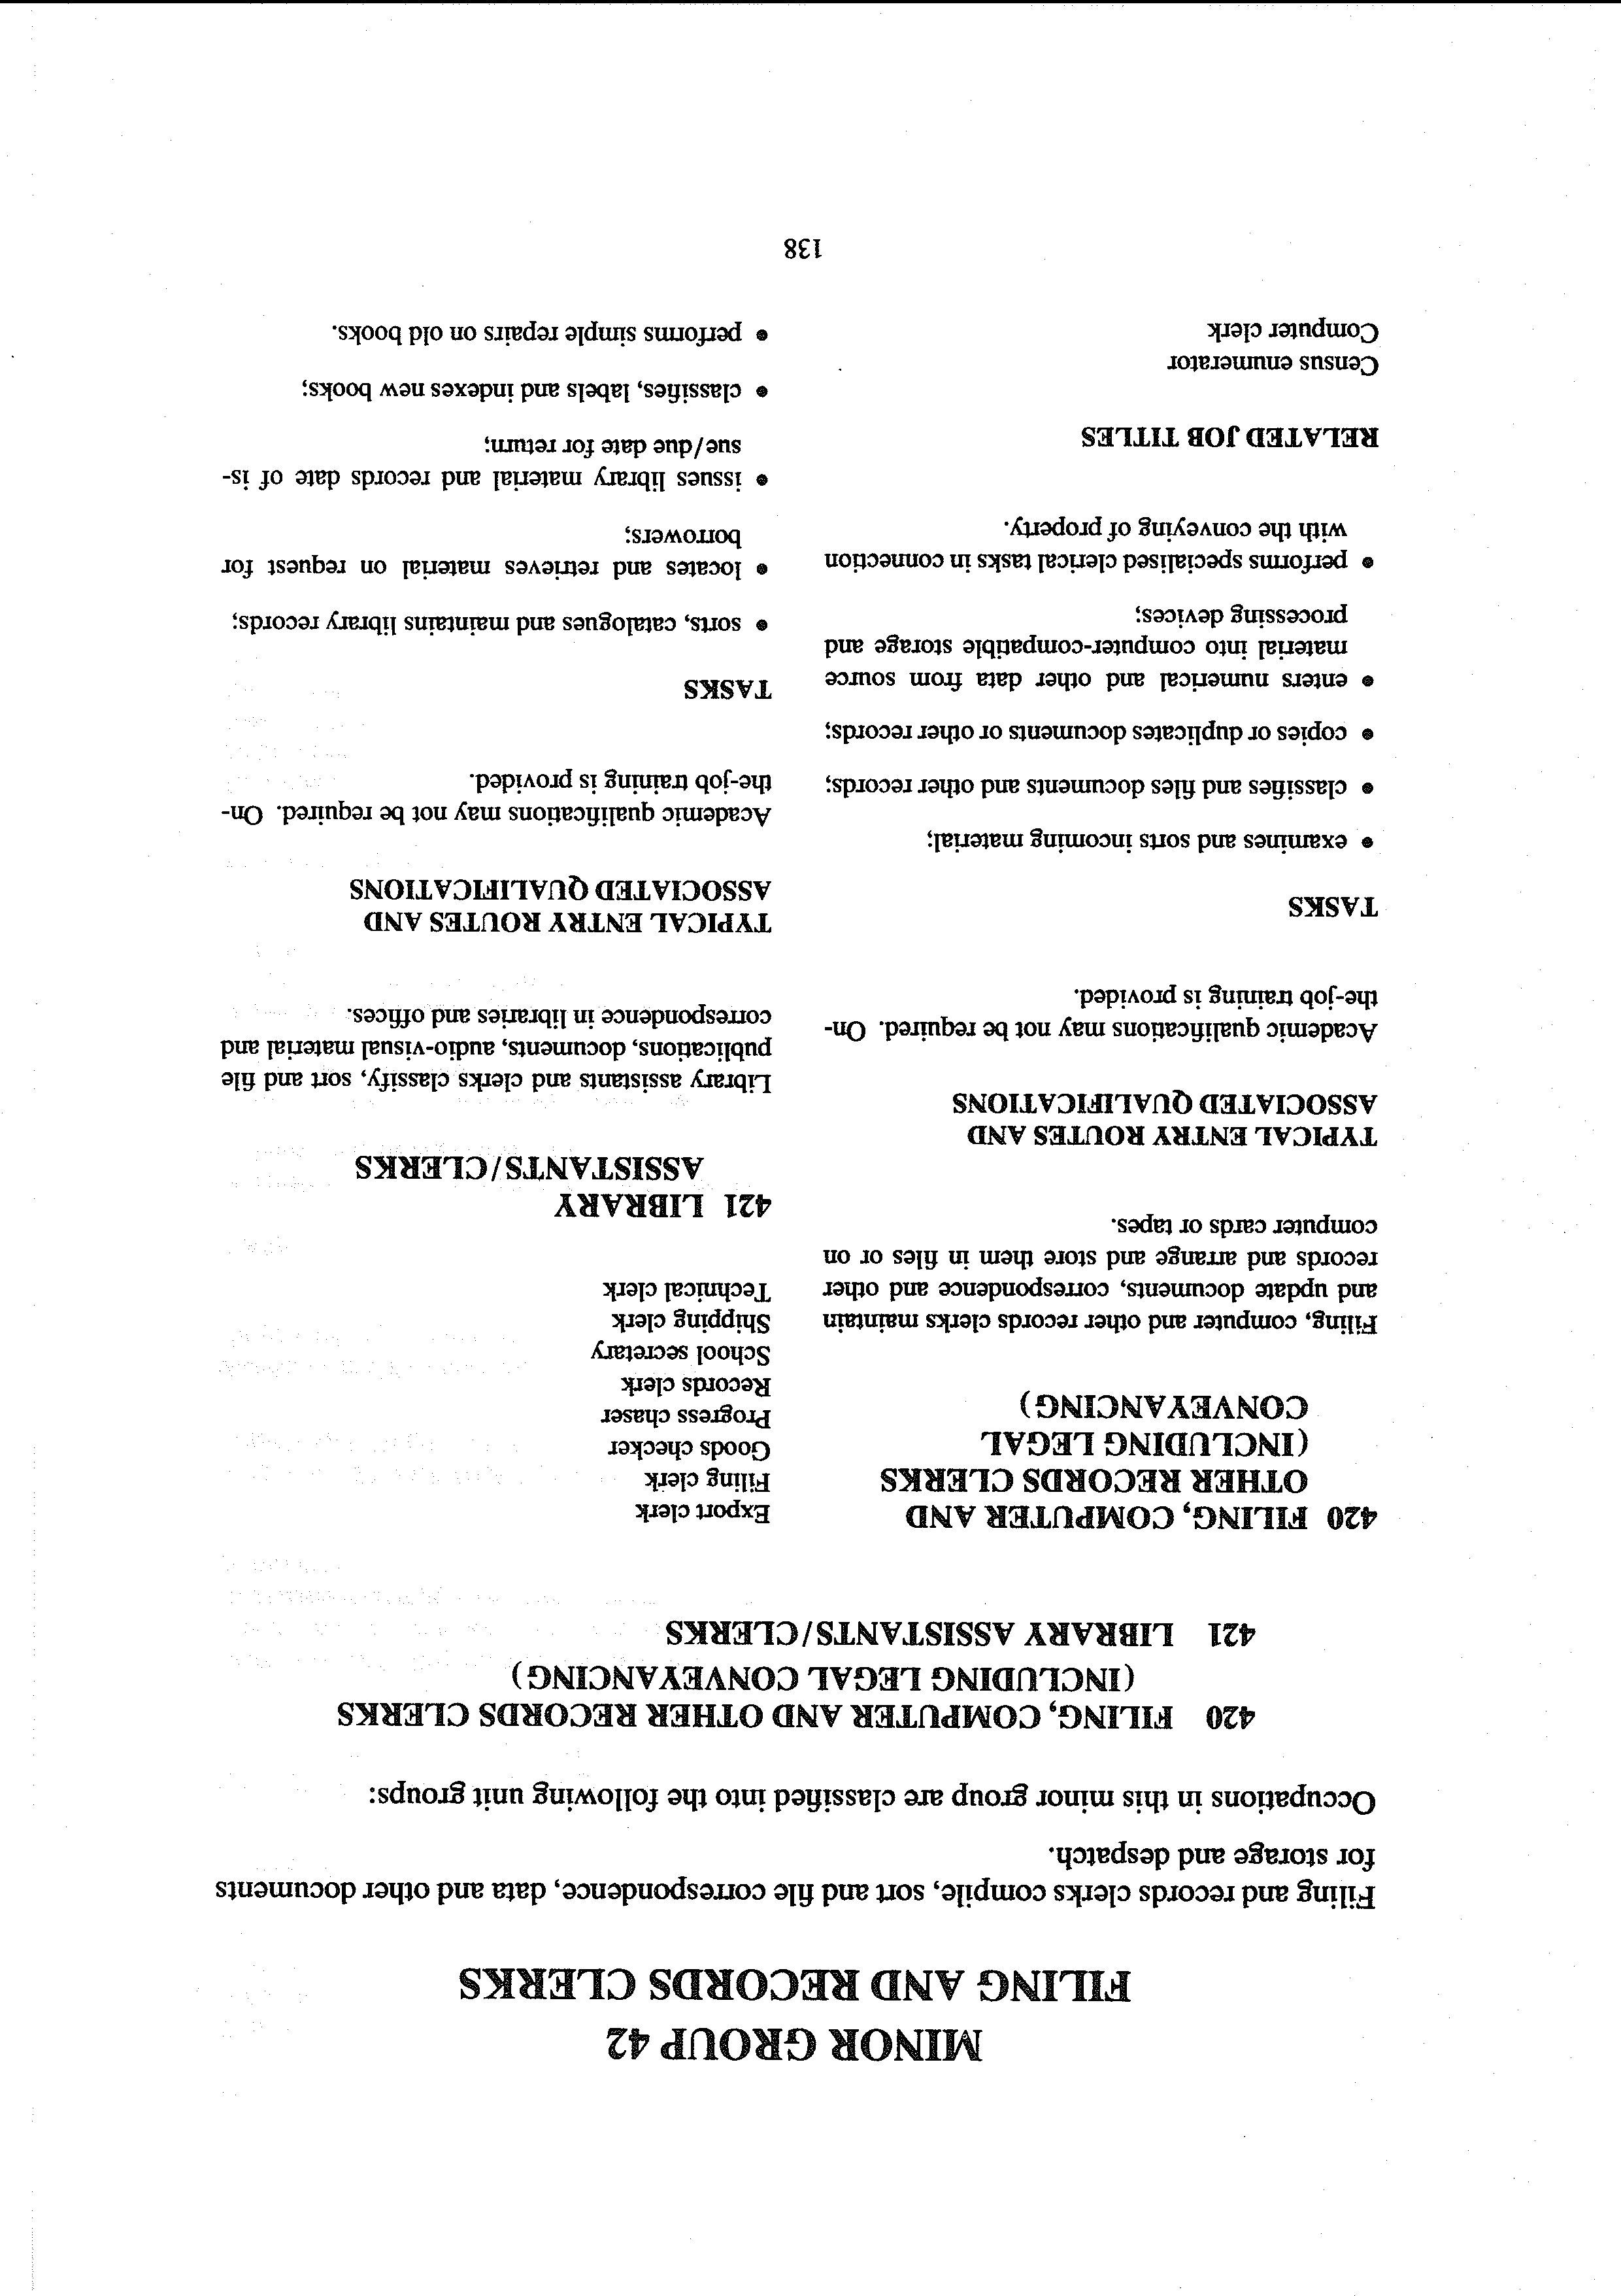 MINOR GROUP 42
FILING AND RECORDS CLERKS
Filing and records clerks compile, sort and file correspondence, data and other documents
for storage and despatch.
Occupations in this minor group are classified into the following unit groups:
420 FILING, COMPUTER AND OTHER RECORDS CLERKS
(INCLUDING LEGAL CONVEYANCING)
421 LIBRARY ASSISTANTS/CLERKS
420 FILING, COMPUTER AND
OTHER RECORDS CLERKS
(INCLUDING LEGAL
CONVEYANCING)
Filing, computer and other records clerks maintain
and update documents, correspondence and other
records and arrange and store them in files or on
computer cards or tapes.
TYPICAL ENTRY ROUTES AND
ASSOCIATED QUALIFICATIONS
Academic qualifications may not be required. On-
the-job training is provided.
TASKS
• examines and sorts incoming material;
• classifies and files documents and other records;
• copies or duplicates documents or other records;
• enters numerical and other data from source
material into computer-compatible storage and
processing devices;
• performs specialised clerical tasks in connection
with the conveying of property.
RELATED JOB TITLES
Census enumerator
Computer clerk
Export clerk
Filing clerk
Goods checker
Progress chaser
Records clerk
School secretary
Shipping clerk
Technical clerk
421 LIBRARY
ASSISTANTS/CLERKS
Library assistants and clerks classify, sort and file
publications, documents, audio-visual material and
correspondence in libraries and offices.
TYPICAL ENTRY ROUTES AND
ASSOCIATED QUALIFICATIONS
Academic qualifications may not be required. On-
the-job training is provided.
TASKS
• sorts, catalogues and maintains library records;
• locates and retrieves material on request for
borrowers;
• issues library material and records date of is-
sue/due date for return;
• classifies, labels and indexes new books;
• performs simple repairs on old books.
138